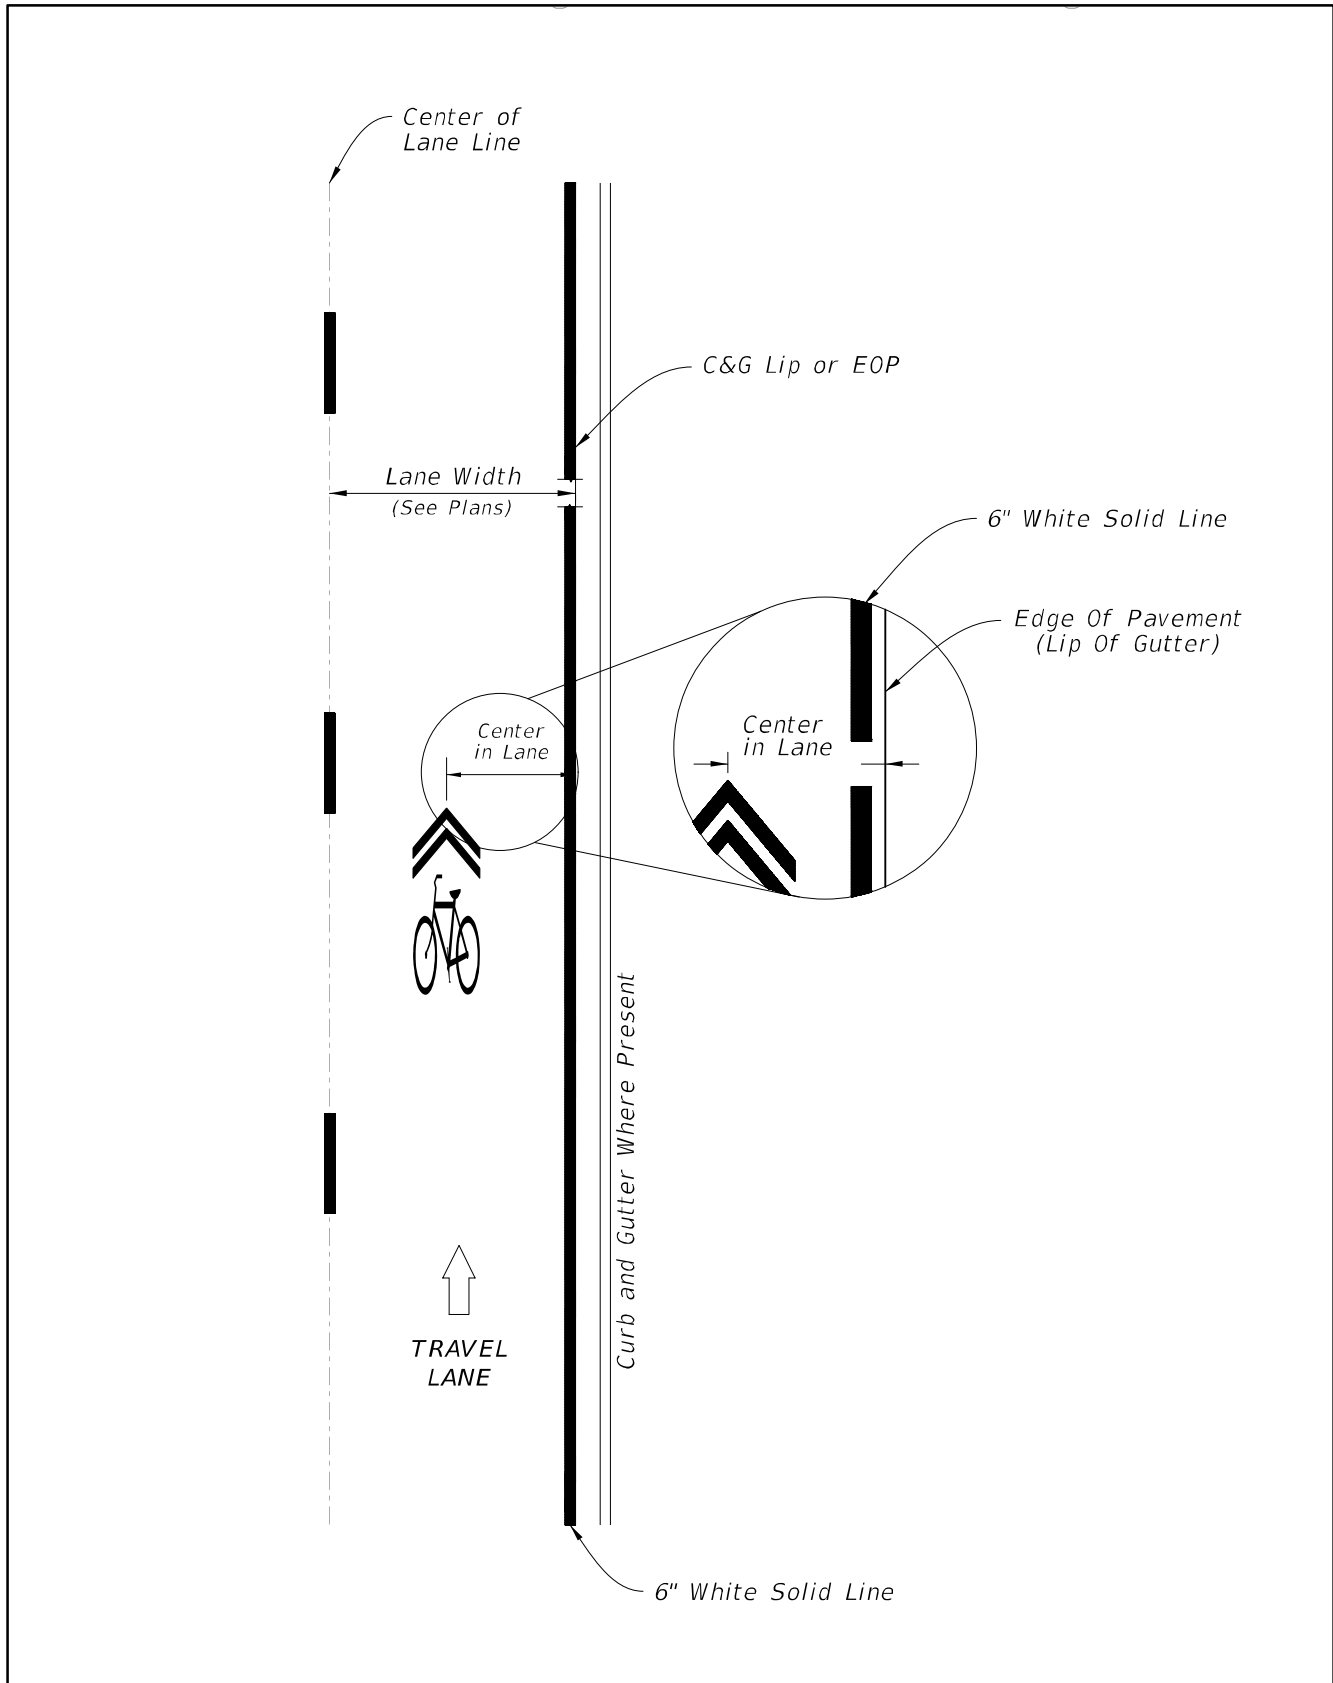 Center of
Lane Line
C&G Lip or EOP
Lane Width
(See Plans)
6" White Solid Line
Edge Of Pavement
(Lip Of Gutter)
Center
in Lane
Center
in Lane
Curb and Gutter Where Present
TRAVEL
LANE
6" White Solid Line